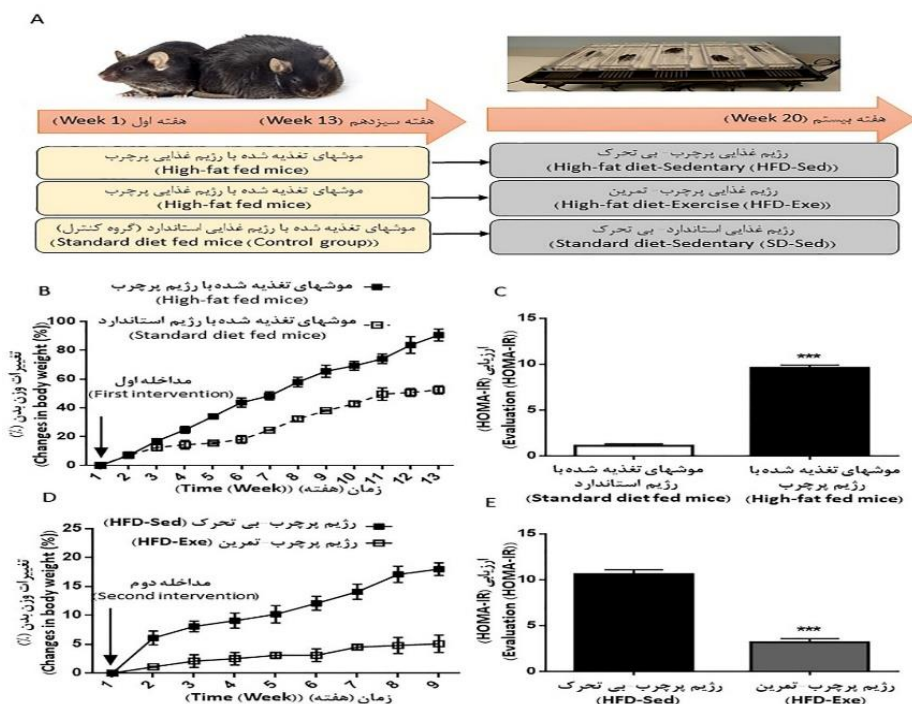 A
هفته اول (Week 1)
هفته سیزدهم (Week 13)
هفته بیستم (Week 20)
موشهای تغذیه شده با رژیم غذایی پرچرب
(High-fat fed mice)
رژیم غذایی پرچرب- بی تحرک
(High-fat diet-Sedentary (HFD-Sed))
موشهای تغذیه شده با رژیم غذایی پرچرب
(High-fat fed mice)
رژیم غذایی پرچرب- تمرین
(High-fat diet-Exercise (HFD-Exe))
موشهای تغذیه شده با رژیم غذایی استاندارد (گروه کنترل)
(Standard diet fed mice (Control group))
رژیم غذایی استاندارد- بی تحرک
(Standard diet-Sedentary (SD-Sed))
B
موشهای تغذیه شده با رژیم پرچرب
(High-fat fed mice)
موشهای تغذیه شده با رژیم استاندارد
(Standard diet fed mice)
تغییرات وزن بدن (%)
(Changes in body weight (%))
100
80
60
40
20
0
مداخله اول
(First intervention)
1 2 3 4 5 6 7 8 9 10 11 12 13
زمان (هفته) (Time (Week))
C
ارزیابی (HOMA-IR)
(Evaluation (HOMA-IR))
15
10
5
0
***
موشهای تغذیه شده با
رژیم استاندارد
(Standard diet fed mice)
موشهای تغذیه شده با
رژیم پرچرب
(High-fat fed mice)
D
رژیم پرچرب-بی تحرک (HFD-Sed)
رژیم پرچرب-تمرین (HFD-Exe)
تغییرات وزن بدن (%)
(Changes in body weight (%))
25
20
15
10
5
0
مداخله دوم
(Second intervention)
1 2 3 4 5 6 7 8 9
زمان (هفته) (Time (Week))
E
ارزیابی (HOMA-IR)
(Evaluation (HOMA-IR))
15
10
5
0
***
رژیم پرچرب-بی تحرک
(HFD-Sed)
رژیم پرچرب-تمرین
(HFD-Exe)